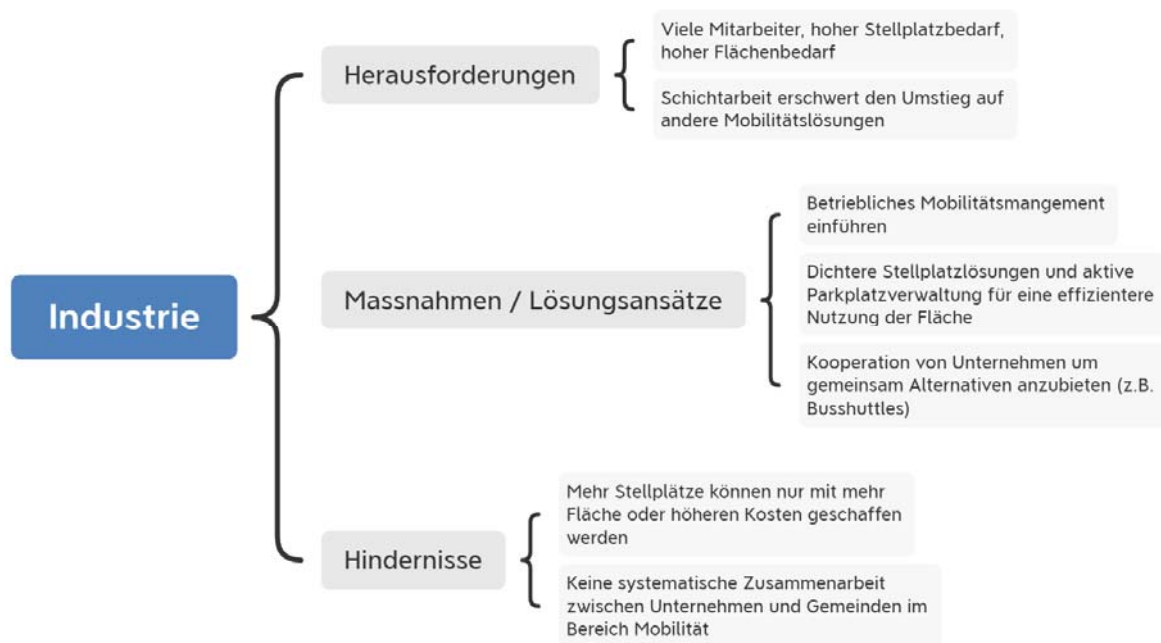 Industrie
Herausforderungen
Viele Mitarbeiter, hoher Stellplatzbedarf,
hoher Flächenbedarf
Schichtarbeit erschwert den Umstieg auf
andere Mobilitätslösungen
Massnahmen / Lösungsansätze
Betriebliches Mobilitätsmangement
einführen
Dichtere Stellplatzlösungen und aktive
Parkplatzverwaltung für eine effizientere
Nutzung der Fläche
Kooperation von Unternehmen um
gemeinsam Alternativen anzubieten (z.B.
Busshuttles)
Hindernisse
Mehr Stellplätze können nur mit mehr
Fläche oder höheren Kosten geschaffen
werden
Keine systematische Zusammenarbeit
zwischen Unternehmen und Gemeinden im
Bereich Mobilität